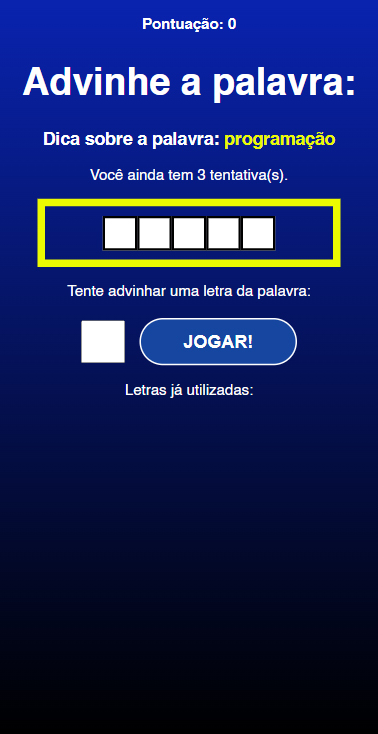 Pontuação: 0
Advinhe a palavra:
Dica sobre a palavra: programação
Você ainda tem 3 tentativa(s).
Tente advinhar uma letra da palavra:
JOGAR!
Letras já utilizadas: